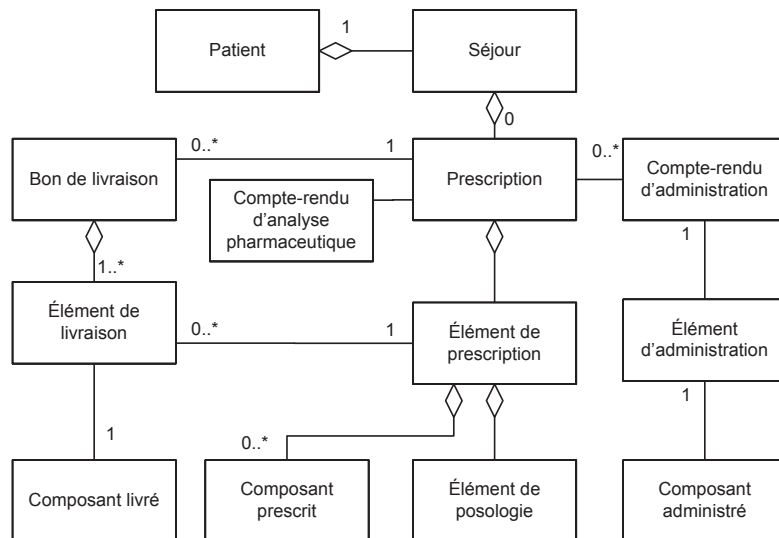 1
Patient
Séjour
0
0..*
1
0..*
Bon de livraison
Prescription
Compte-rendu
d'administration
Compte-rendu
d'analyse
pharmaceutique
1
1..*
Élément de
livraison
0..*
1
Élément de
prescription
Élément
d'administration
1
1
0..*
Composant livré
Composant
prescrit
Élément de
posologie
Composant
administré